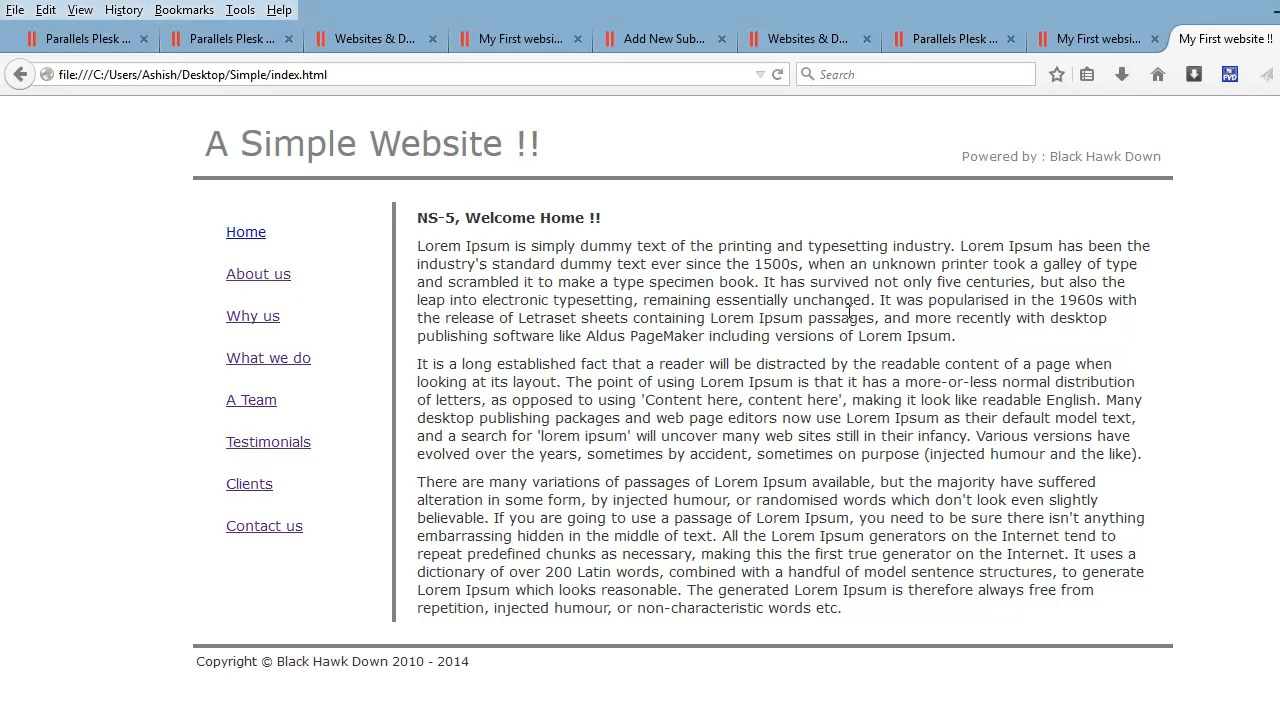 File Edit View History Bookmarks Tools Help
Parallels Plesk ... Parallels Plesk ... Websites & D... My First websi... Add New Sub... Websites & D... Parallels Plesk ... My First websi... My First website !!
file:///C:/Users/Ashish/Desktop/Simple/index.html Search FVD
A Simple Website !!
Powered by : Black Hawk Down
Home
About us
Why us
What we do
A Team
Testimonials
Clients
Contact us
NS-5, Welcome Home !!
Lorem Ipsum is simply dummy text of the printing and typesetting industry. Lorem Ipsum has been the
industry's standard dummy text ever since the 1500s, when an unknown printer took a galley of type
and scrambled it to make a type specimen book. It has survived not only five centuries, but also the
leap into electronic typesetting, remaining essentially unchanged. It was popularised in the 1960s with
the release of Letraset sheets containing Lorem Ipsum passages, and more recently with desktop
publishing software like Aldus PageMaker including versions of Lorem Ipsum.
It is a long established fact that a reader will be distracted by the readable content of a page when
looking at its layout. The point of using Lorem Ipsum is that it has a more-or-less normal distribution
of letters, as opposed to using 'Content here, content here', making it look like readable English. Many
desktop publishing packages and web page editors now use Lorem Ipsum as their default model text,
and a search for 'lorem ipsum' will uncover many web sites still in their infancy. Various versions have
evolved over the years, sometimes by accident, sometimes on purpose (injected humour and the like).
There are many variations of passages of Lorem Ipsum available, but the majority have suffered
alteration in some form, by injected humour, or randomised words which don't look even slightly
believable. If you are going to use a passage of Lorem Ipsum, you need to be sure there isn't anything
embarrassing hidden in the middle of text. All the Lorem Ipsum generators on the Internet tend to
repeat predefined chunks as necessary, making this the first true generator on the Internet. It uses a
dictionary of over 200 Latin words, combined with a handful of model sentence structures, to generate
Lorem Ipsum which looks reasonable. The generated Lorem Ipsum is therefore always free from
repetition, injected humour, or non-characteristic words etc.
Copyright © Black Hawk Down 2010 - 2014